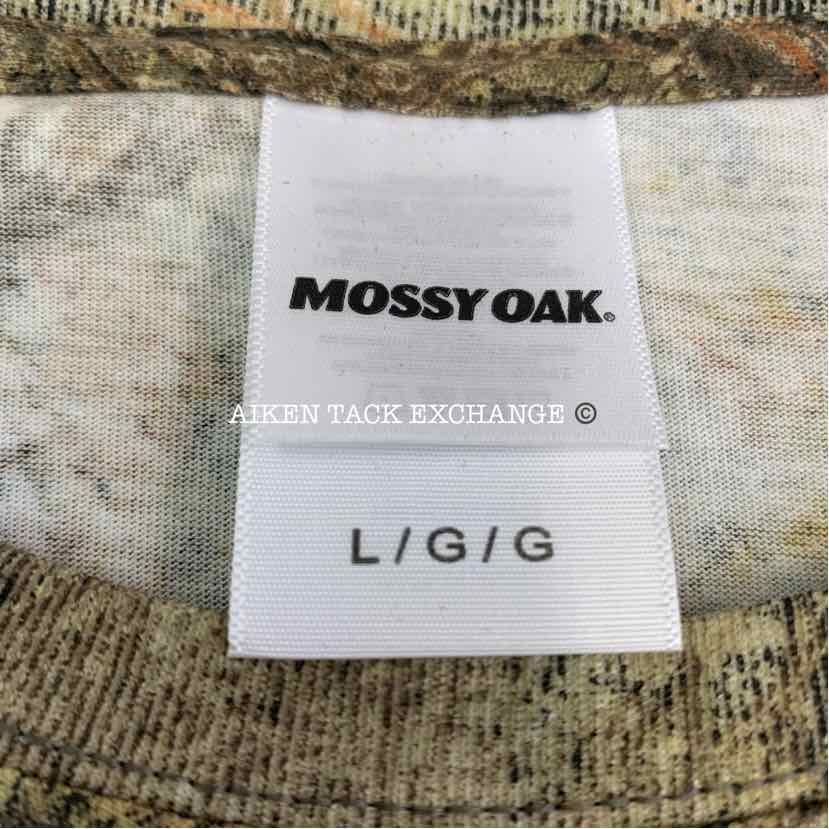 MOSSY OAK®
AIKEN TACK EXCHANGE ©
L / G / G